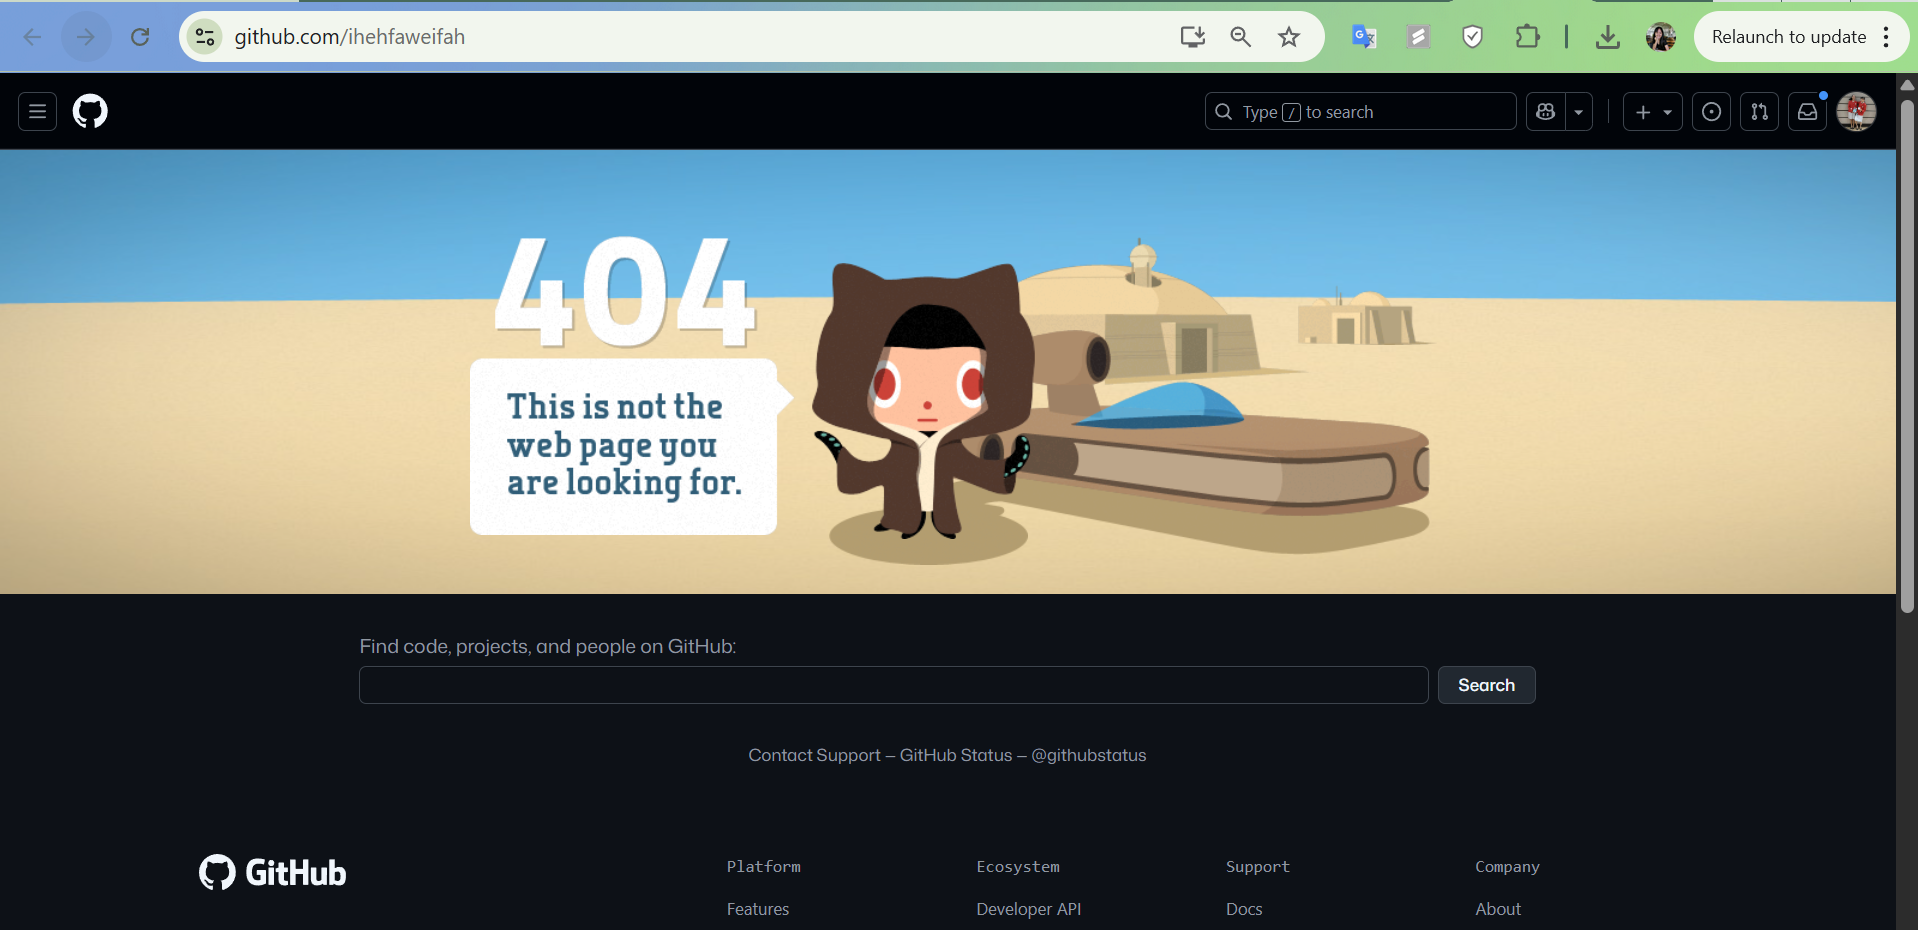 github.com/ihehfaweifah
Relaunch to update
Type / to search
404
This is not the
web page you
are looking for.
Find code, projects, and people on GitHub:
Search
Contact Support — GitHub Status — @githubstatus
GitHub
Platform
Ecosystem
Support
Company
Features
Developer API
Docs
About